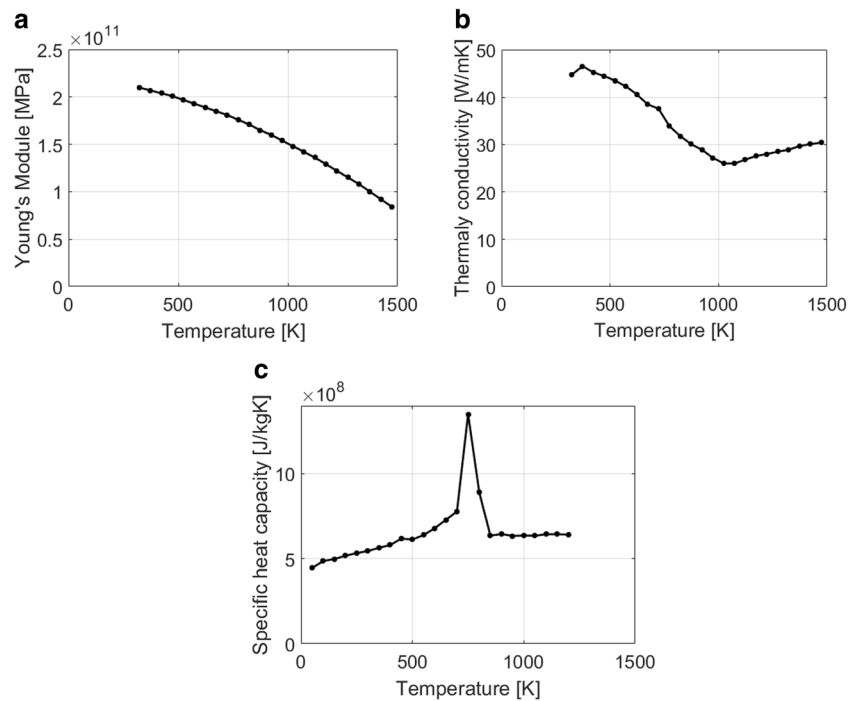 a
×10^11
2.5
2
1.5
1
0.5
0
0 500 1000 1500
Young's Module [MPa]
Temperature [K]
b
50
40
30
20
10
0
0 500 1000 1500
Thermaly conductivity [W/mK]
Temperature [K]
c
×10^8
10
5
0
0 500 1000 1500
Specific heat capacity [J/kgK]
Temperature [K]